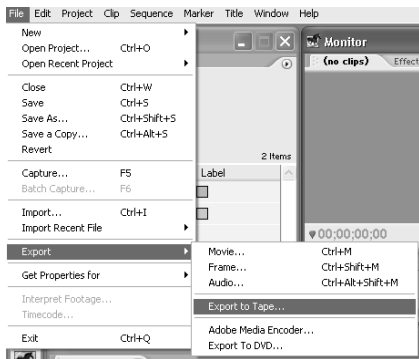 File Edit Project Clip Sequence Marker Title Window Help
New
Open Project... Ctrl+O
Open Recent Project
Close Ctrl+W
Save Ctrl+S
Save As... Ctrl+Shift+S
Save a Copy... Ctrl+Alt+S
Revert
Capture... F5
Batch Capture... F6
Import... Ctrl+I
Import Recent File
Export
Get Properties for
Interpret Footage...
Timecode...
Exit Ctrl+Q
2 Items
Label
Monitor
(no clips) Effect
00;00;00;00
Movie... Ctrl+M
Frame... Ctrl+Shift+M
Audio... Ctrl+Alt+Shift+M
Export to Tape...
Adobe Media Encoder...
Export To DVD...